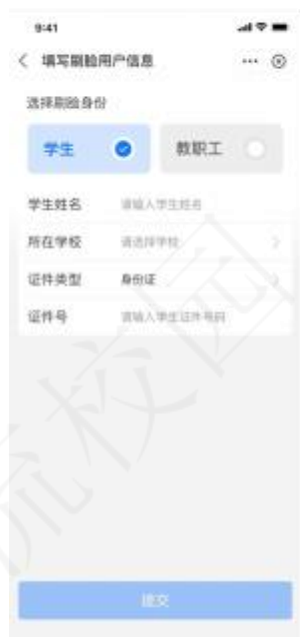 9:41
填写刷脸用户信息
选择刷脸身份
学生 教职工
学生姓名 请输入学生姓名
所在学校 请选择学校
证件类型 身份证
证件号 请输入学生证件号码
提交
流校园